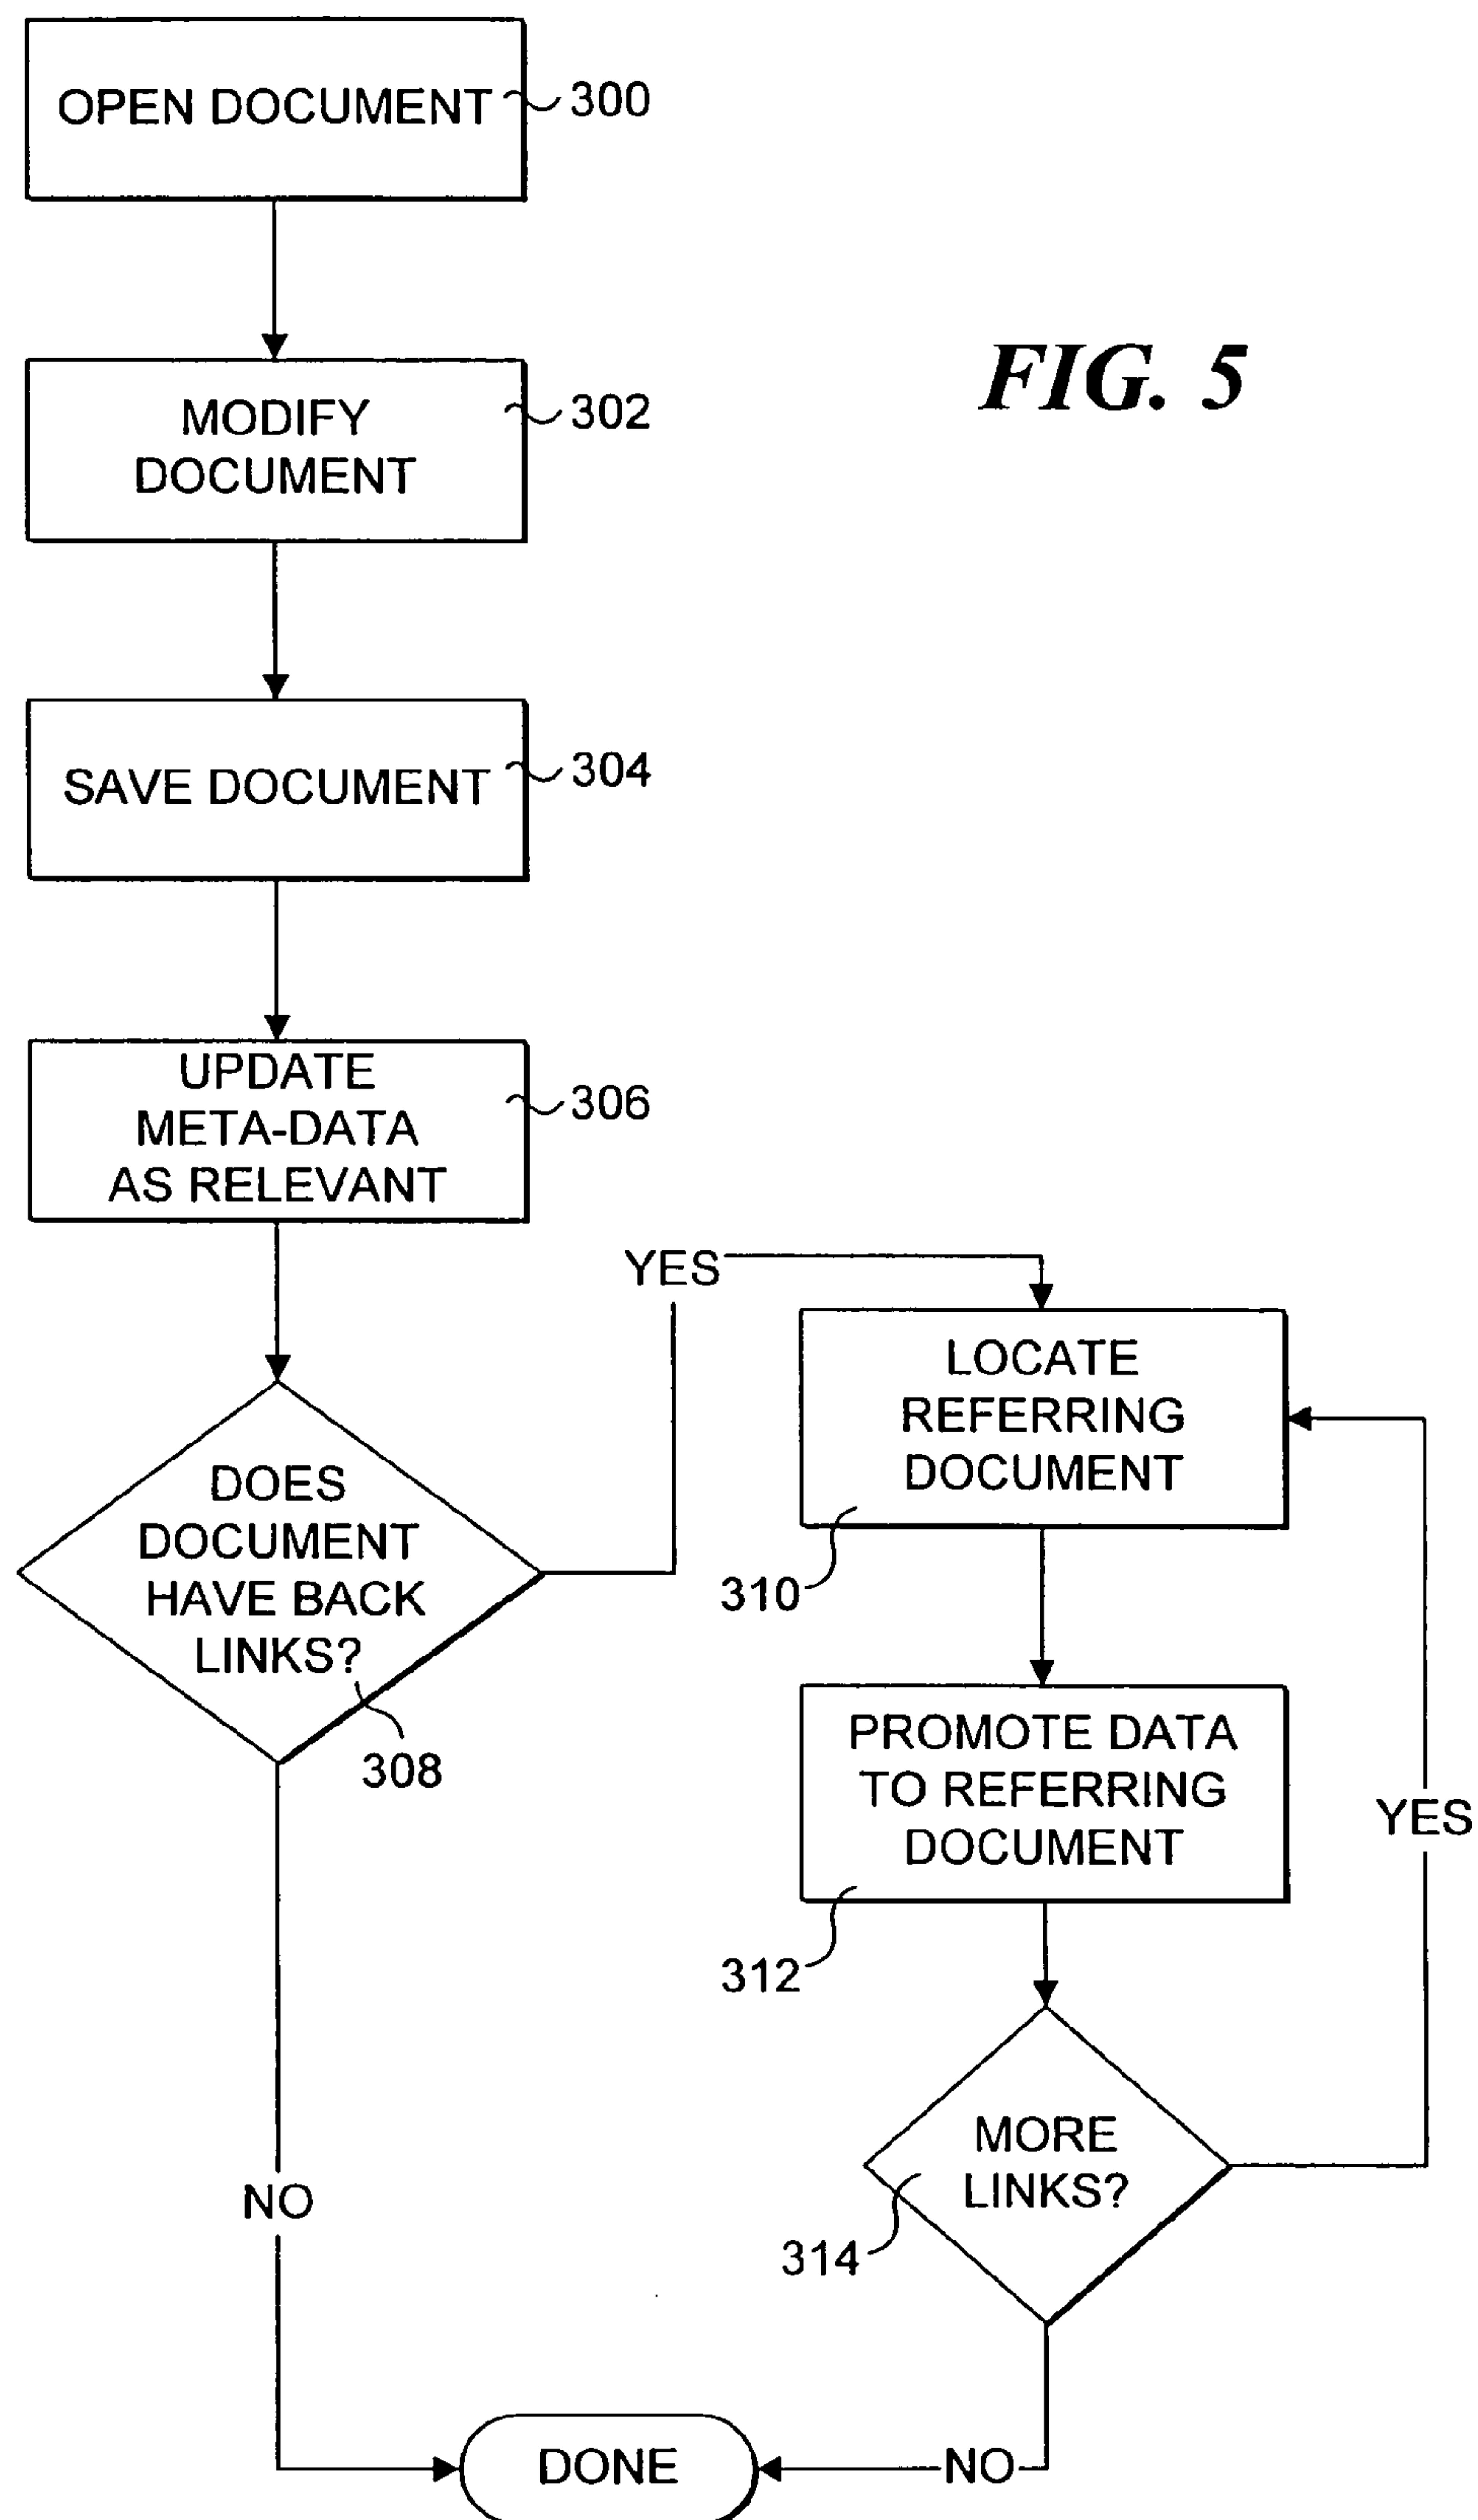 OPEN DOCUMENT
300
FIG. 5
MODIFY
DOCUMENT
302
SAVE DOCUMENT
304
UPDATE
META-DATA
AS RELEVANT
306
YES
DOES
DOCUMENT
HAVE BACK
LINKS?
308
LOCATE
REFERRING
DOCUMENT
310
PROMOTE DATA
TO REFERRING
DOCUMENT
312
YES
MORE
LINKS?
314
NO
DONE
NO